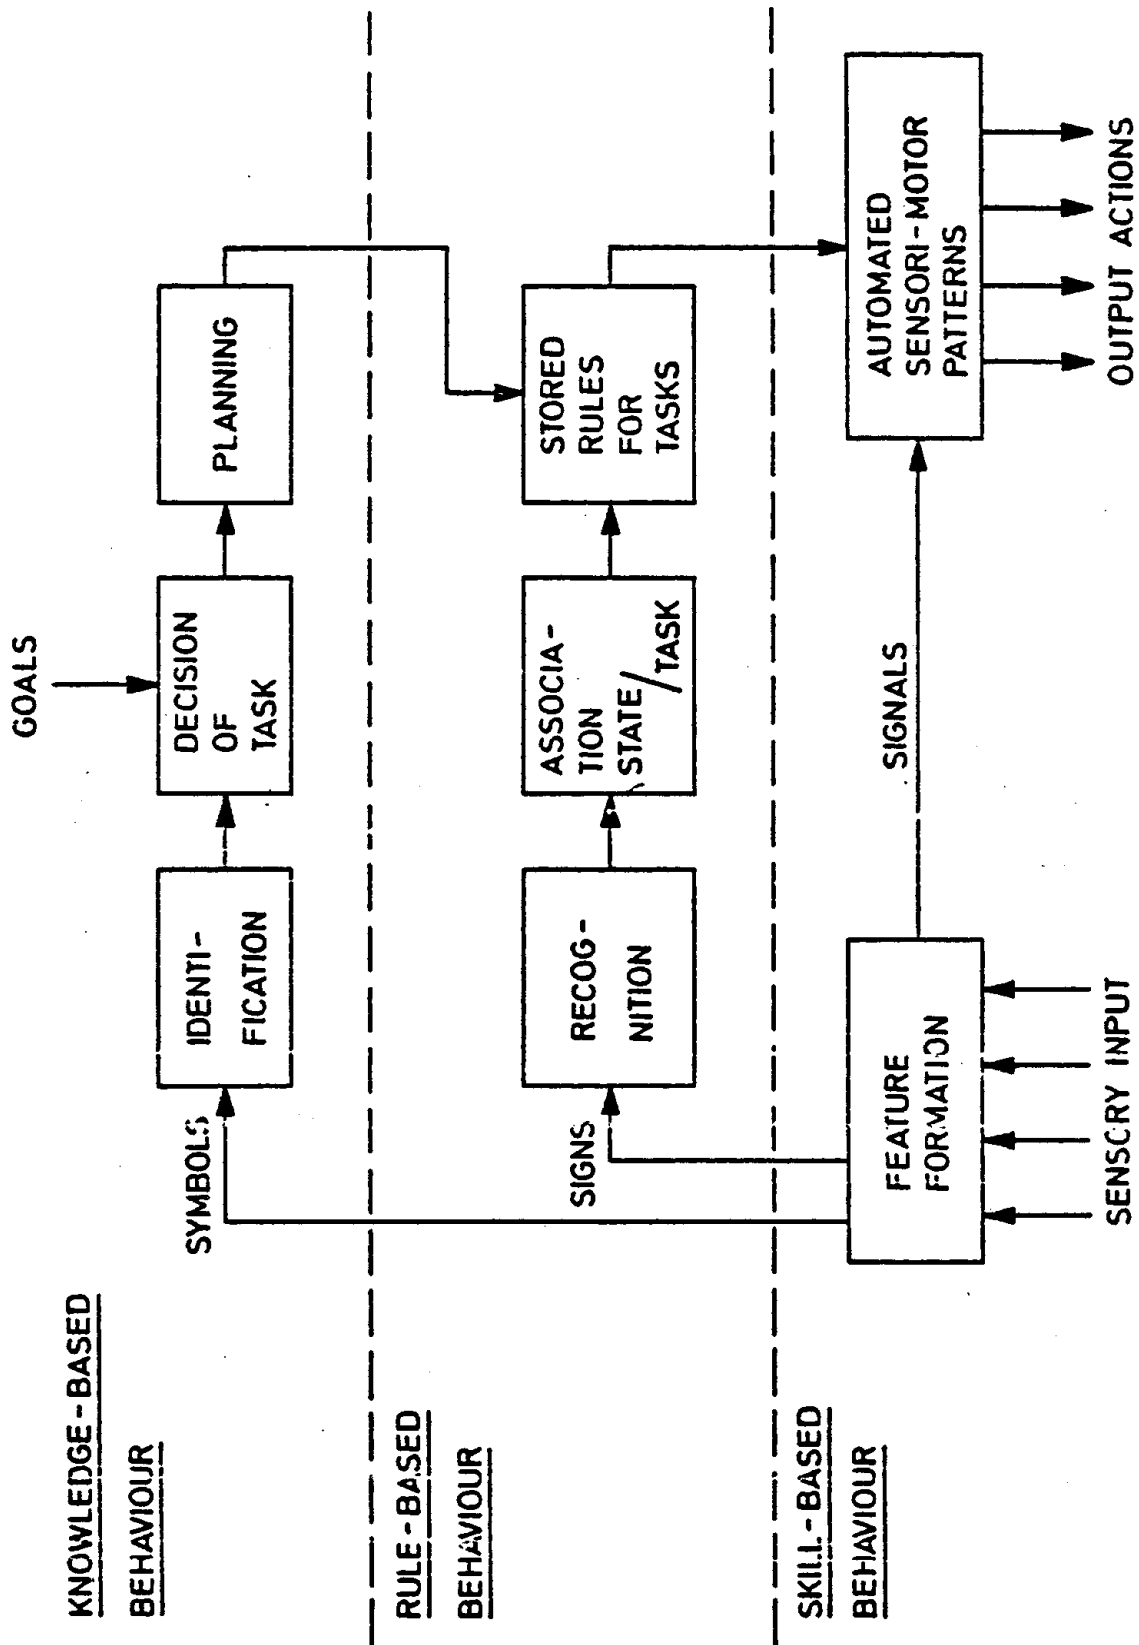 GOALS
KNOWLEDGE-BASED
BEHAVIOUR
SYMBOLS
IDENTI-
FICATION
DECISION
OF
TASK
PLANNING
RULE-BASED
BEHAVIOUR
SIGNS
RECOG-
NITION
ASSOCIA-
TION
STATE/TASK
STORED
RULES
FOR
TASKS
SKILL-BASED
BEHAVIOUR
FEATURE
FORMATION
SIGNALS
AUTOMATED
SENSORI-MOTOR
PATTERNS
SENSORY INPUT
OUTPUT ACTIONS